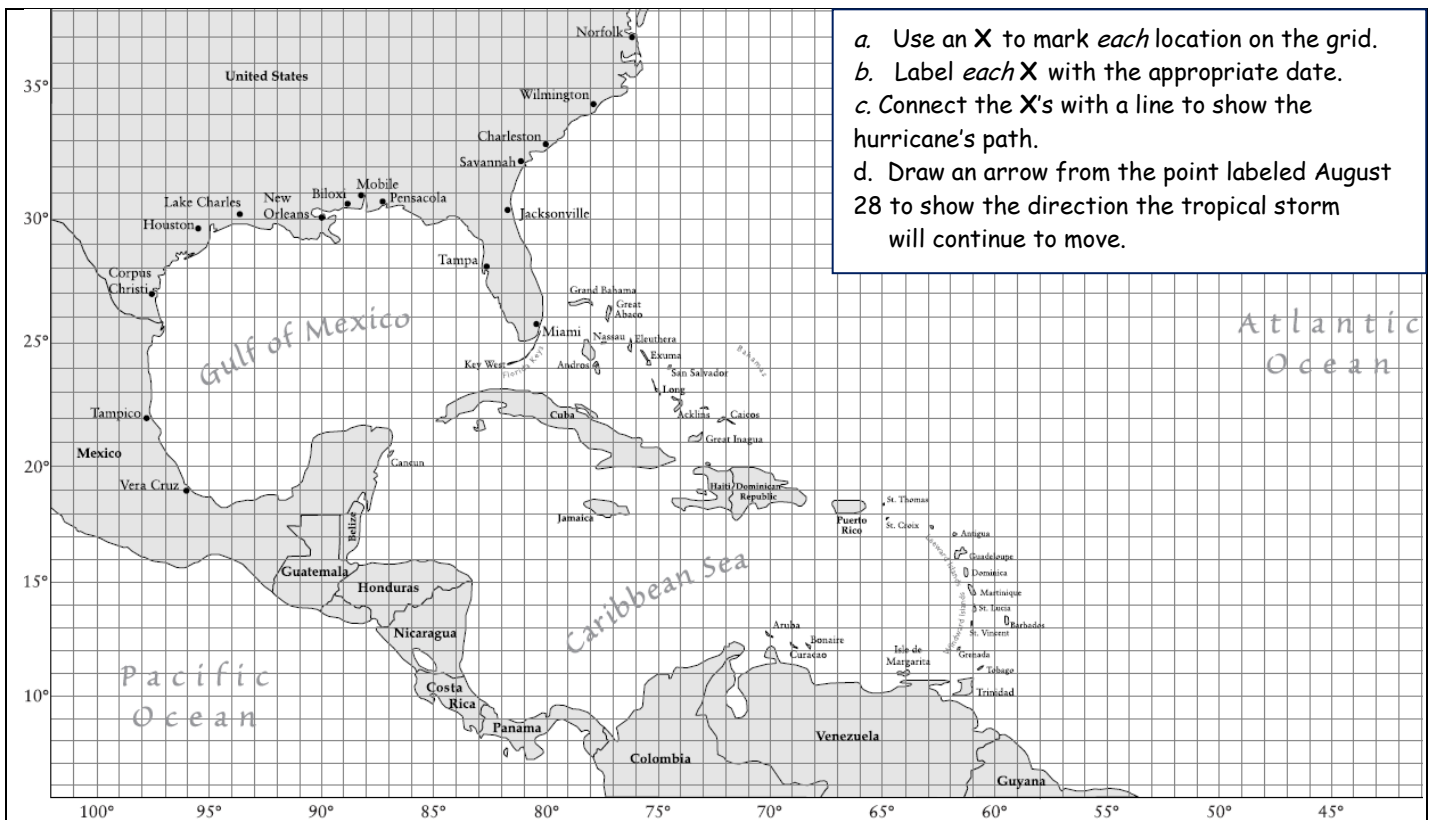 a. Use an X to mark each location on the grid.
b. Label each X with the appropriate date.
c. Connect the X's with a line to show the
hurricane's path.
d. Draw an arrow from the point labeled August
28 to show the direction the tropical storm
will continue to move.
Norfolk
United States
35°
Wilmington
Charleston
Savannah
Mobile
Biloxi
Pensacola
New
Orleans
Lake Charles
30°
Jacksonville
Houston
Tampa
Corpus
Christi
Grand Bahama
Great
Abaco
Gulf of Mexico
Atlantic
Ocean
Miami
25°
Nassau
Eleuthera
Key West
Florida Keys
Andros
Exuma
Bahamas
San Salvador
Long
Tampico
Cuba
Acklins
Caicos
Mexico
Great Inagua
20°
Cancun
Vera Cruz
Haiti
Dominican
Republic
Jamaica
Puerto
Rico
St. Thomas
St. Croix
Belize
Antigua
Leeward Islands
Guadeloupe
Guatemala
15°
Honduras
Caribbean Sea
Dominica
Martinique
St. Lucia
Windward Islands
Barbados
St. Vincent
Nicaragua
Aruba
Bonaire
Curacao
Isle de
Margarita
Grenada
Tobago
Pacific
Ocean
Costa
Rica
10°
Trinidad
Panama
Venezuela
Colombia
Guyana
100° 95° 90° 85° 80° 75° 70° 65° 60° 55° 50° 45°